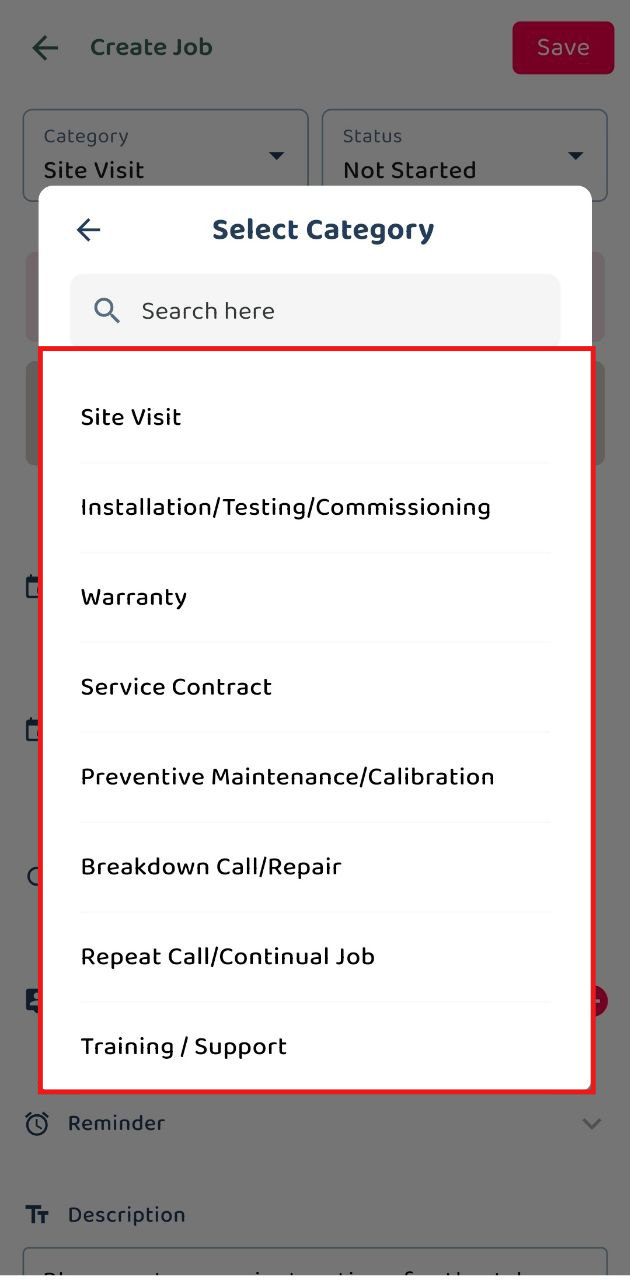 Create Job
Save
Category
Status
Site Visit
Not Started
Select Category
Search here
Site Visit
Installation/Testing/Commissioning
Warranty
Service Contract
Preventive Maintenance/Calibration
Breakdown Call/Repair
Repeat Call/Continual Job
Training / Support
Reminder
Description